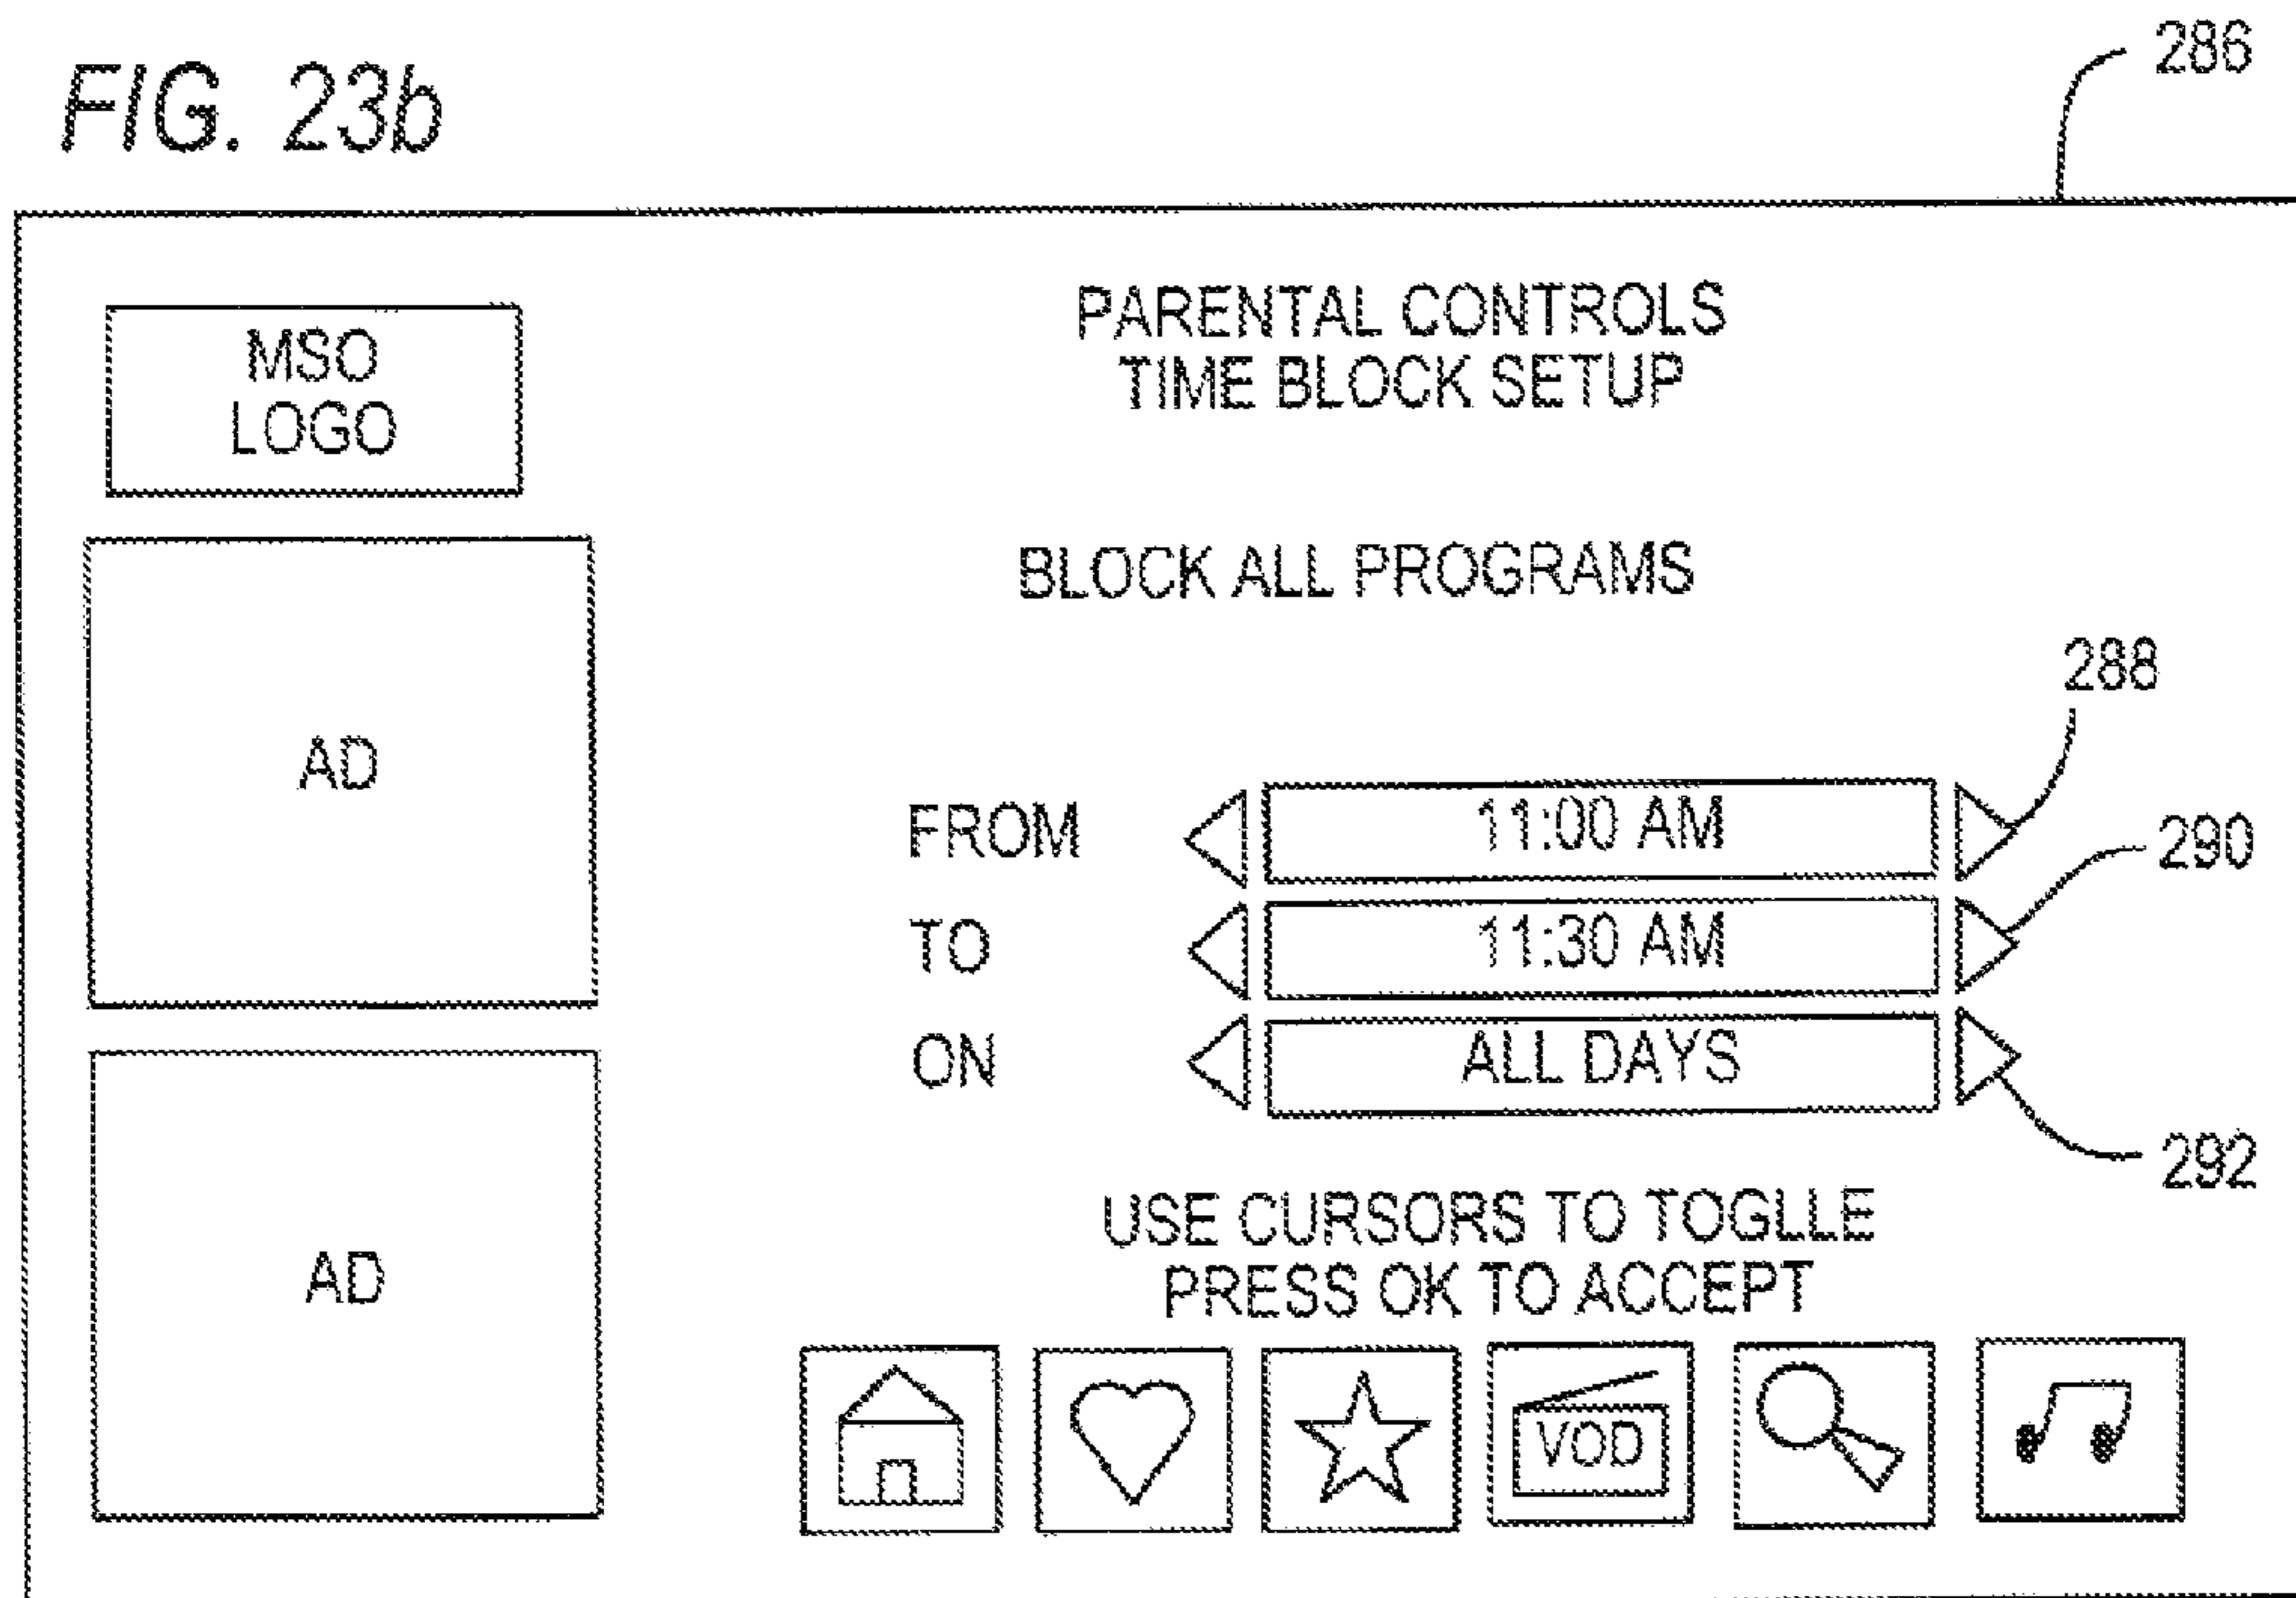 FIG. 23b
286
MSO
LOGO
PARENTAL CONTROLS
TIME BLOCK SETUP
BLOCK ALL PROGRAMS
AD
288
FROM
11:00 AM
290
TO
11:30 AM
ON
ALL DAYS
292
USE CURSORS TO TOGLLE
PRESS OK TO ACCEPT
AD
VOD